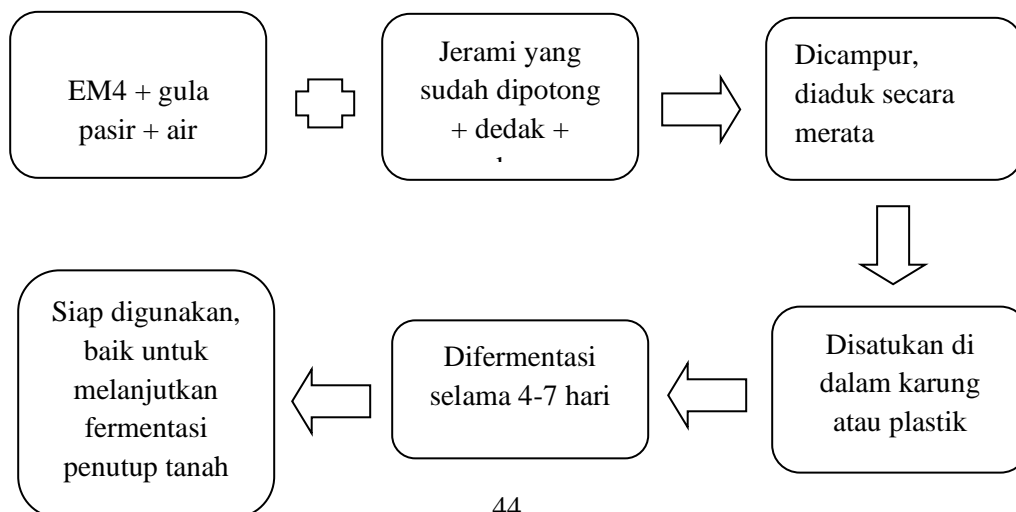 EM4 + gula
pasir + air
Jerami yang
sudah dipotong
+ dedak +
Dicampur,
diaduk secara
merata
Disatukan di
dalam karung
atau plastik
Difermentasi
selama 4-7 hari
Siap digunakan,
baik untuk
melanjutkan
fermentasi
penutup tanah
44